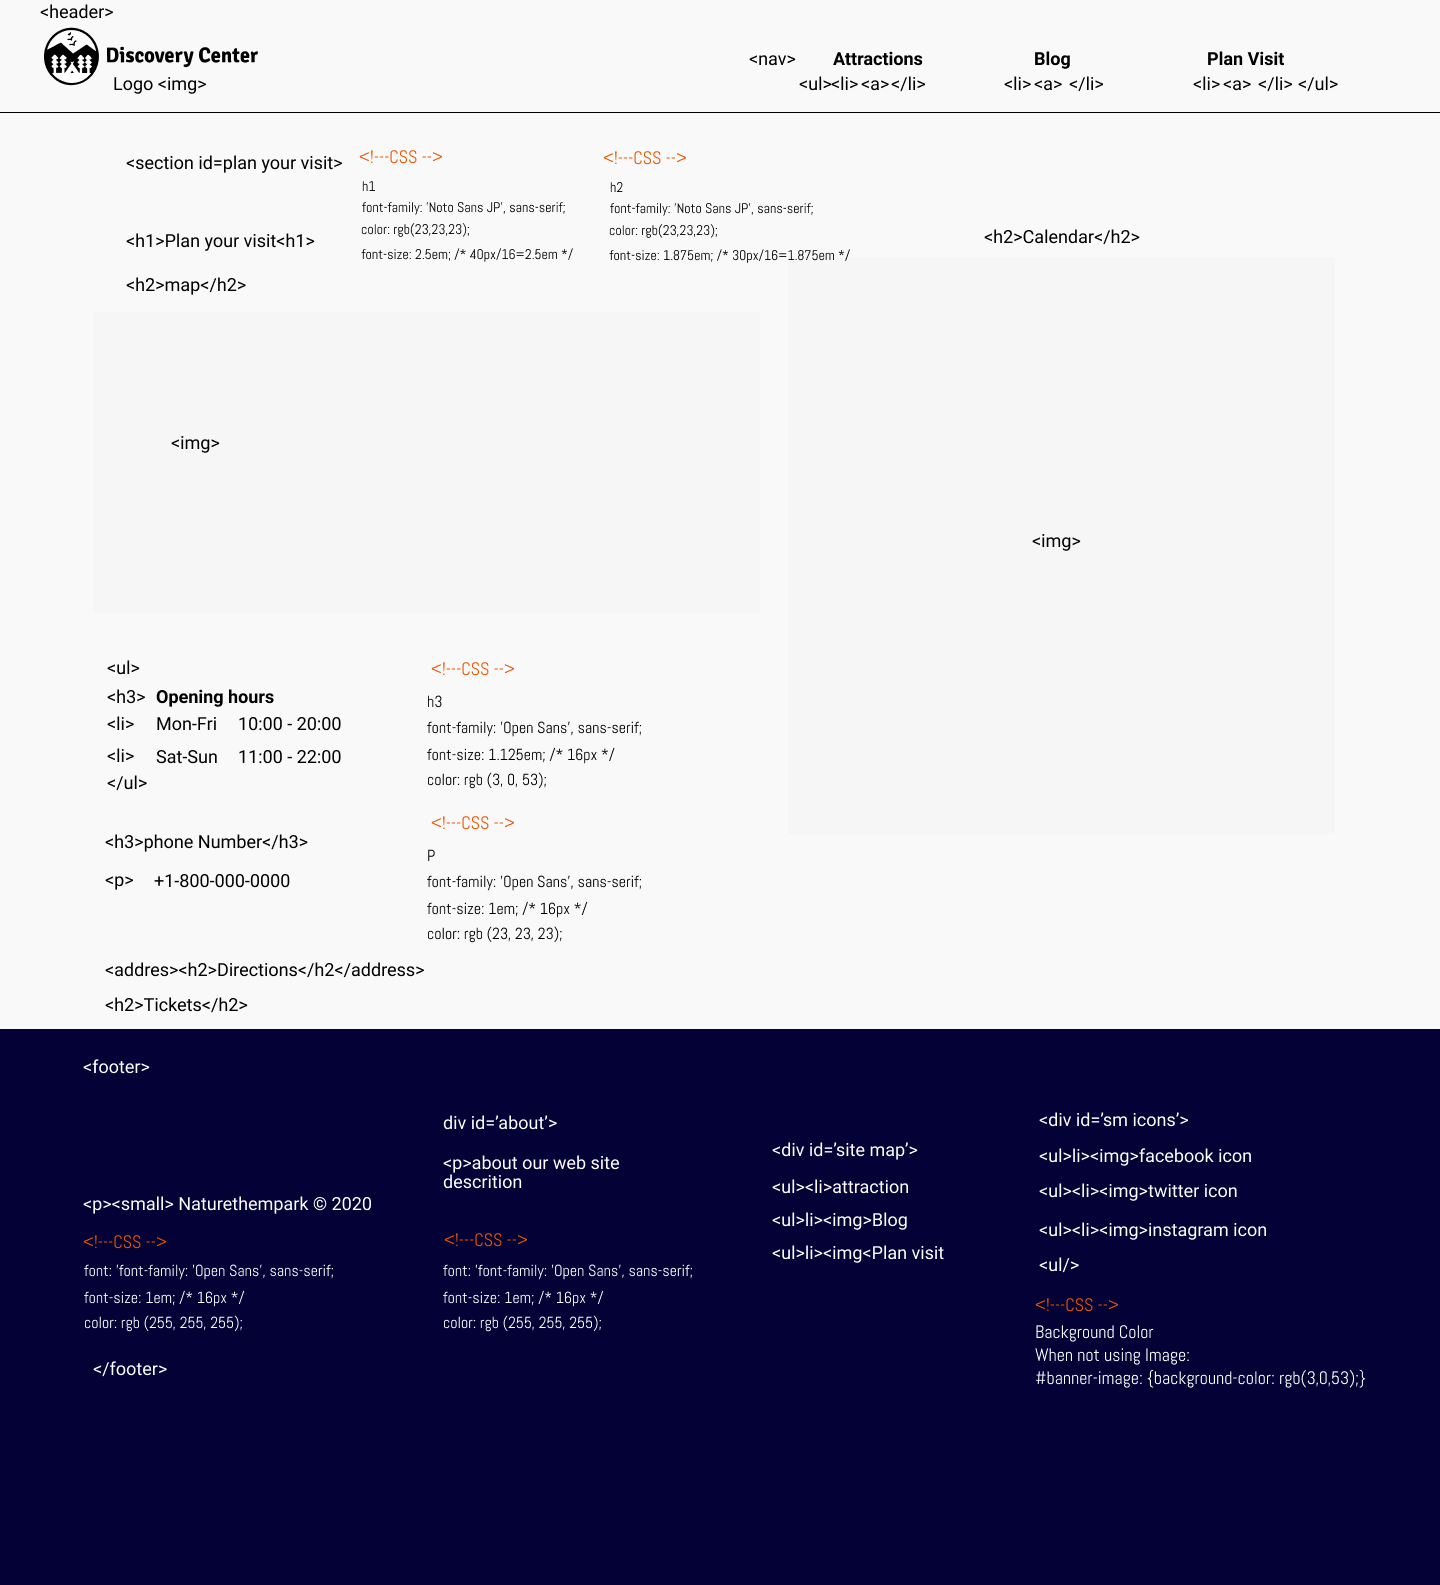 <header>
Discovery Center
Logo <img>
<nav> Attractions Blog Plan Visit
<ul><li> <a> </li> <li> <a> </li> <li> <a> </li> </ul>
<section id=plan your visit>
<!---CSS -->
h1
font-family: 'Noto Sans JP', sans-serif;
color: rgb(23,23,23);
font-size: 2.5em; /* 40px/16=2.5em */
<!---CSS -->
h2
font-family: 'Noto Sans JP', sans-serif;
color: rgb(23,23,23);
font-size: 1.875em; /* 30px/16=1.875em */
<h1>Plan your visit<h1>
<h2>map</h2>
<img>
<h2>Calendar</h2>
<img>
<ul>
<h3> Opening hours
<li> Mon-Fri 10:00 - 20:00
<li> Sat-Sun 11:00 - 22:00
</ul>
<!---CSS -->
h3
font-family: 'Open Sans', sans-serif;
font-size: 1.125em; /* 16px */
color: rgb (3, 0, 53);
<h3>phone Number</h3>
<p> +1-800-000-0000
<!---CSS -->
P
font-family: 'Open Sans', sans-serif;
font-size: 1em; /* 16px */
color: rgb (23, 23, 23);
<addres><h2>Directions</h2</address>
<h2>Tickets</h2>
<footer>
<p><small> Naturethempark © 2020
<!---CSS -->
font: 'font-family: 'Open Sans', sans-serif;
font-size: 1em; /* 16px */
color: rgb (255, 255, 255);
</footer>
div id=’about’>
<p>about our web site
descrition
<!---CSS -->
font: 'font-family: 'Open Sans', sans-serif;
font-size: 1em; /* 16px */
color: rgb (255, 255, 255);
<div id=’site map’>
<ul><li>attraction
<ul>li><img>Blog
<ul>li><img<Plan visit
<div id=’sm icons’>
<ul>li><img>facebook icon
<ul><li><img>twitter icon
<ul><li><img>instagram icon
<ul/>
<!---CSS -->
Background Color
When not using Image:
#banner-image: {background-color: rgb(3,0,53);}